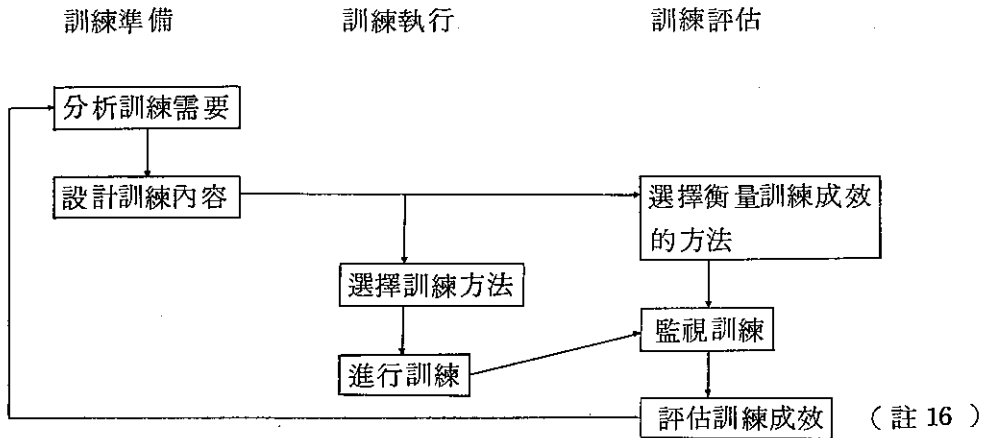 訓練準備 訓練執行 訓練評估
分析訓練需要
設計訓練內容
選擇衡量訓練成效
的方法
選擇訓練方法
監視訓練
進行訓練
評估訓練成效 （註 16 ）